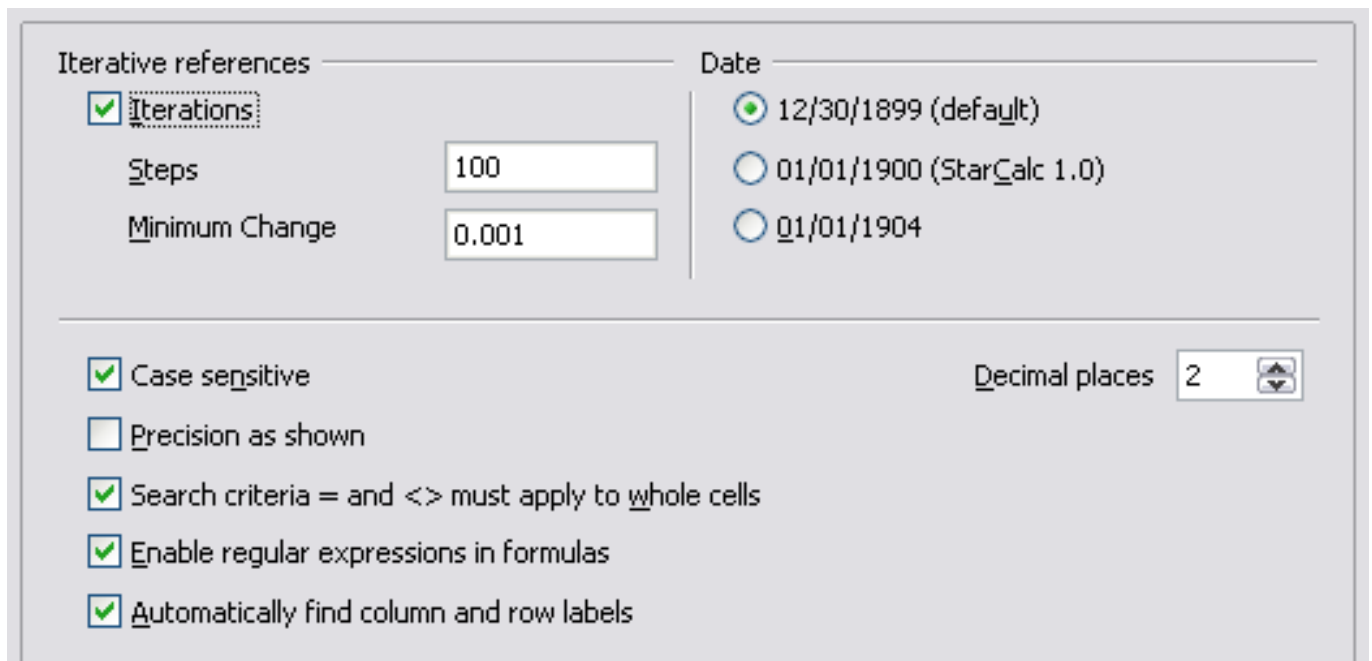 Iterative references
Iterations
Steps 100
Minimum Change 0.001
Date
12/30/1899 (default)
01/01/1900 (StarCalc 1.0)
01/01/1904
Case sensitive
Decimal places 2
Precision as shown
Search criteria = and <> must apply to whole cells
Enable regular expressions in formulas
Automatically find column and row labels